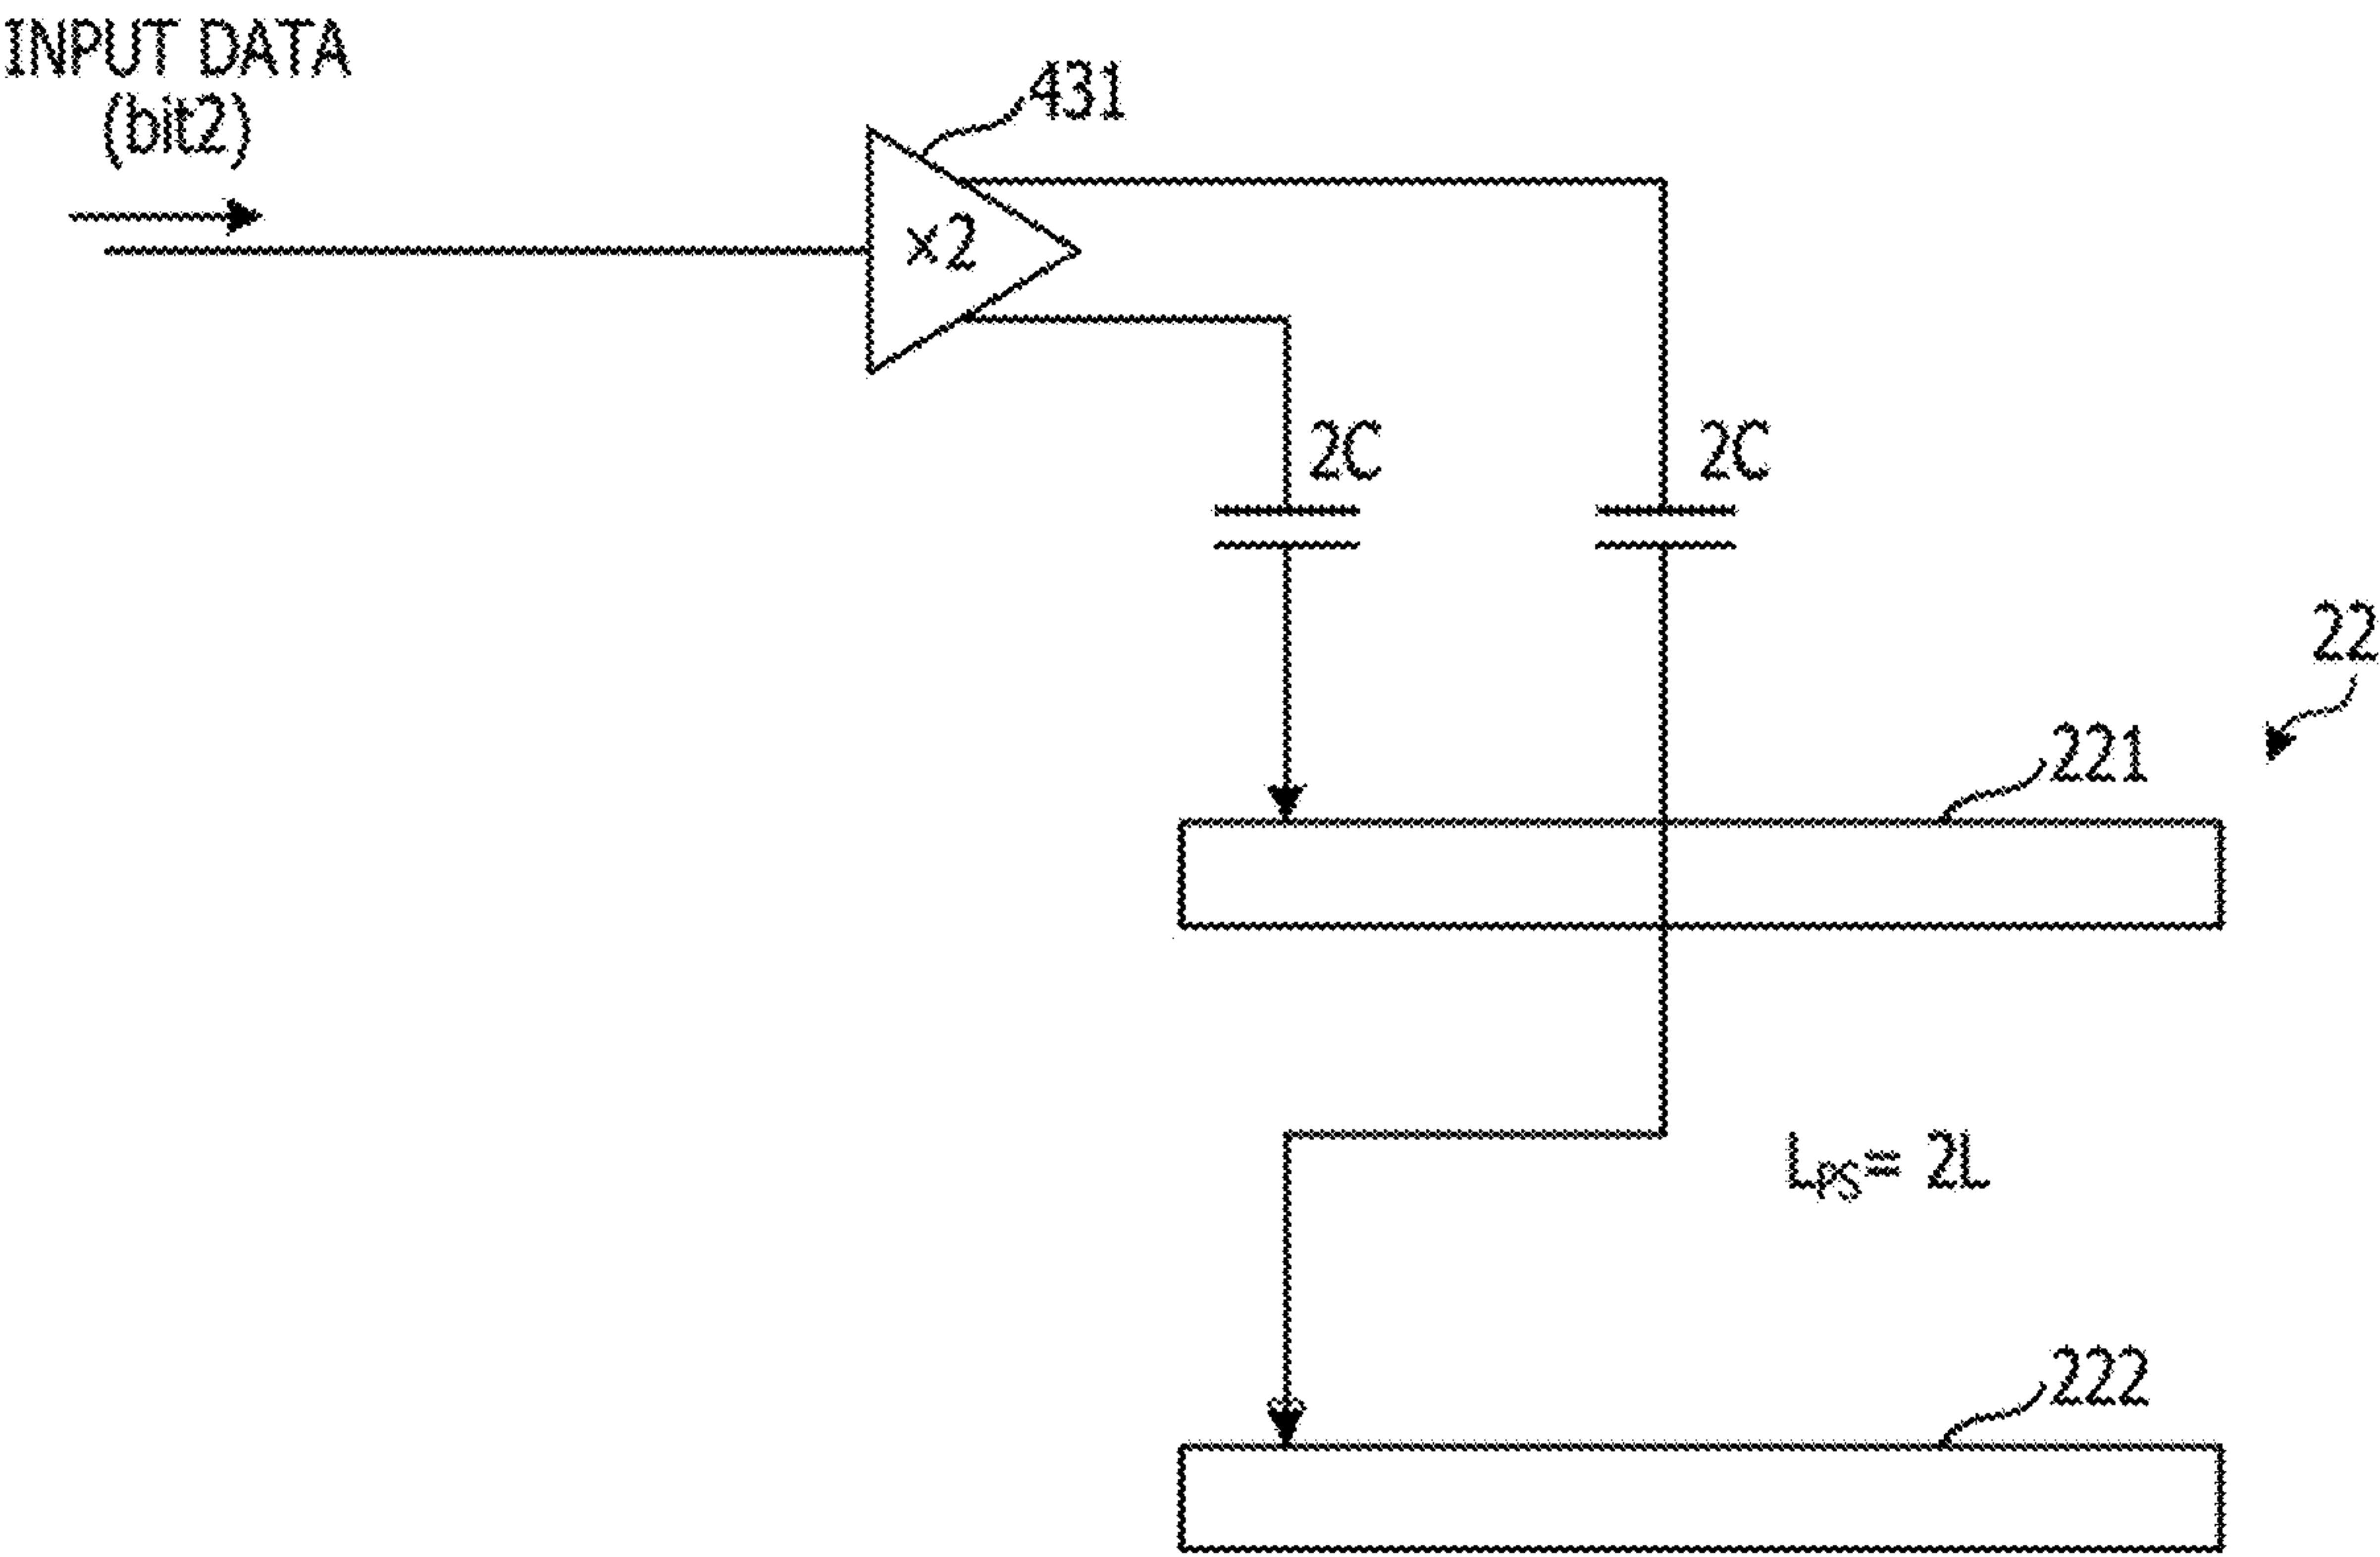 INPUT DATA
(bit2)
431
×2
2C
2C
22
221
LPS= 2L
222